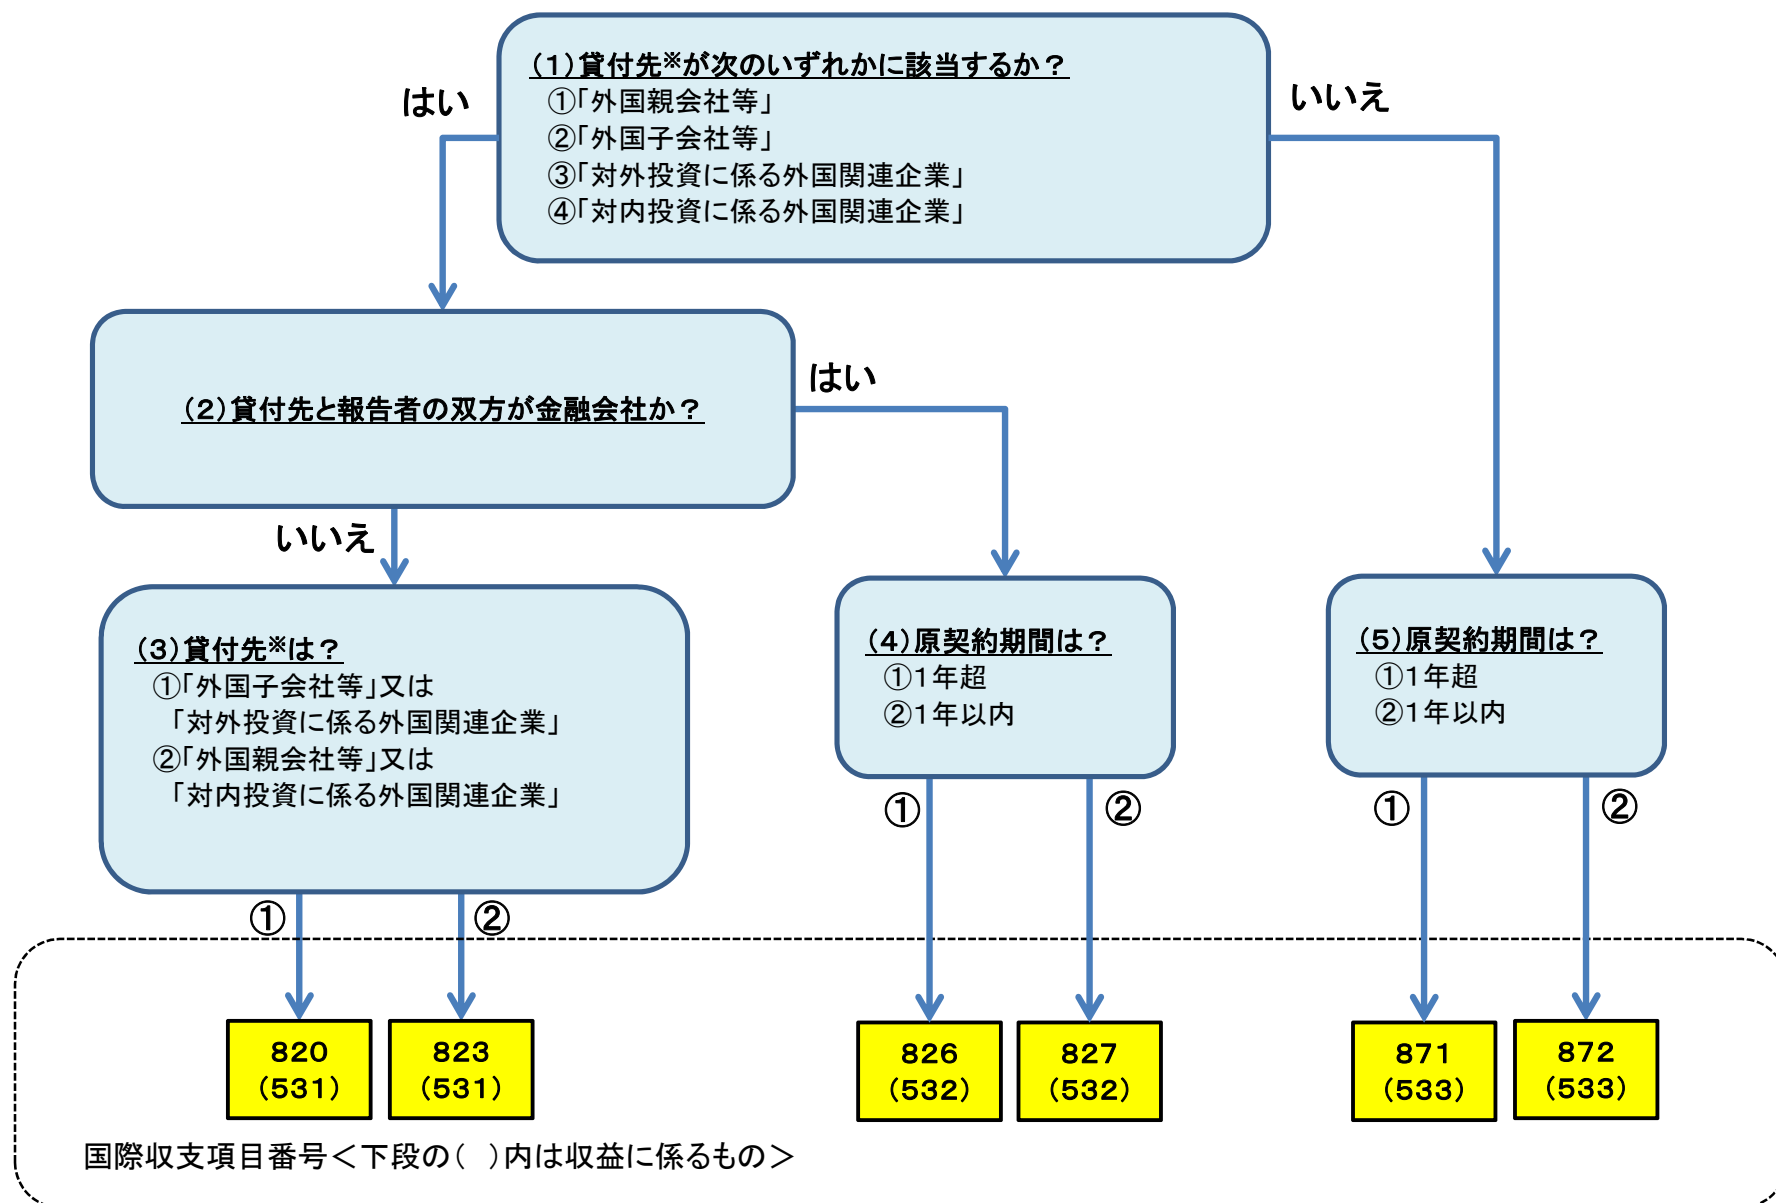 (1)貸付先※が次のいずれかに該当するか?
①「外国親会社等」
②「外国子会社等」
③「対外投資に係る外国関連企業」
④「対内投資に係る外国関連企業」
はい
いいえ
(2)貸付先と報告者の双方が金融会社か?
はい
いいえ
(3)貸付先※は?
①「外国子会社等」又は
「対外投資に係る外国関連企業」
②「外国親会社等」又は
「対内投資に係る外国関連企業」
(4)原契約期間は?
①1年超
②1年以内
(5)原契約期間は?
①1年超
②1年以内
①
②
①
②
①
②
820
(531)
823
(531)
826
(532)
827
(532)
871
(533)
872
(533)
国際収支項目番号<下段の( )内は収益に係るもの>